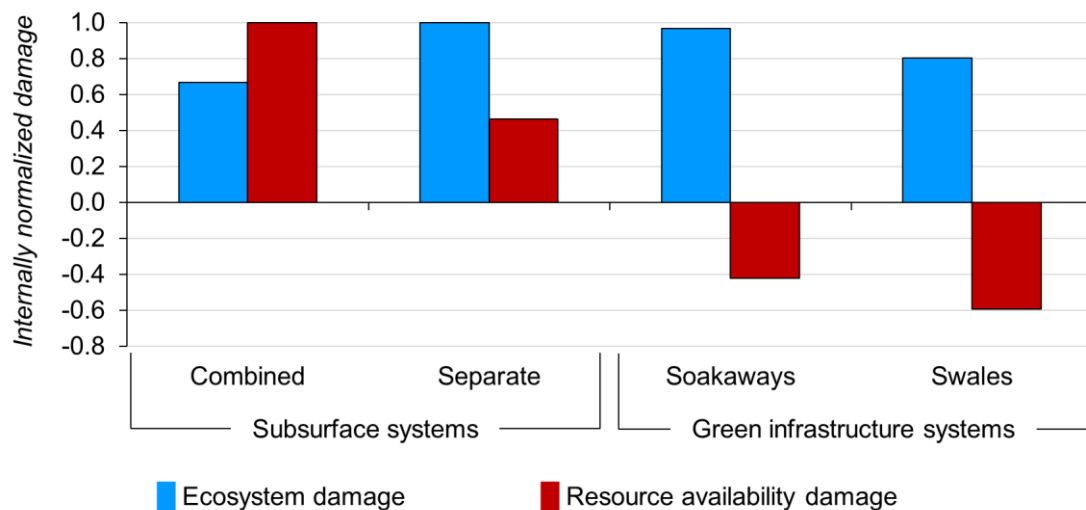 Internally normalized damage
1.0
0.8
0.6
0.4
0.2
0.0
-0.2
-0.4
-0.6
-0.8
Combined Separate Soakaways Swales
Subsurface systems Green infrastructure systems
Ecosystem damage Resource availability damage